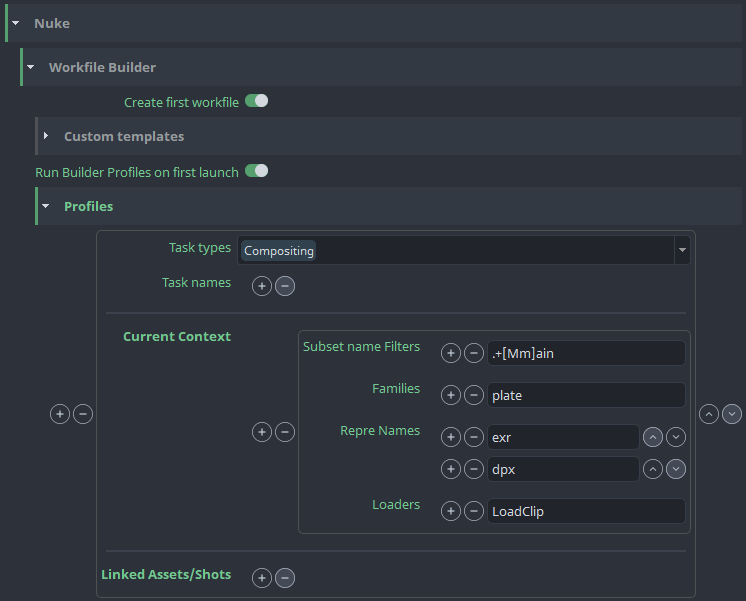 Nuke
Workfile Builder
Create first workfile
Custom templates
Run Builder Profiles on first launch
Profiles
Task types Compositing
Task names
Current Context
Subset name Filters .+[Mm]ain
Families plate
Repre Names exr
dpx
Loaders LoadClip
Linked Assets/Shots